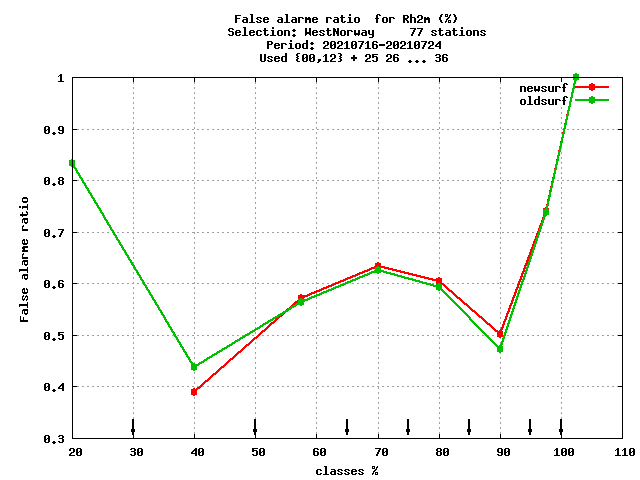 False alarme ratio  for Rh2m (%)
Selection: WestNorway     77 stations
Period: 20210716-20210724
Used {00,12} + 25 26 ... 36
newsurf
oldsurf
1
0.9
0.8
0.7
0.6
0.5
0.4
0.3
False alarme ratio
20 30 40 50 60 70 80 90 100 110
classes %